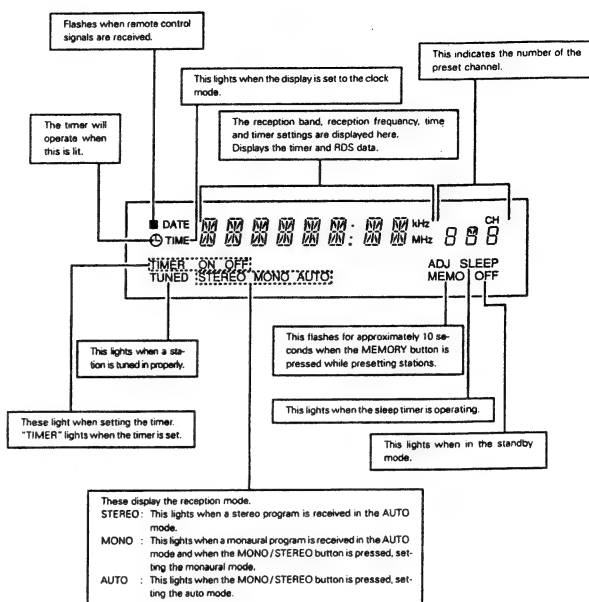 Flashes when remote control
signals are received.
This indicates the number of the
preset channel.
This lights when the display is set to the clock
mode.
The reception band, reception frequency, time
and timer settings are displayed here.
Displays the timer and RDS data.
The timer will
operate when
this is lit.
DATE
kHz
CH
TIME
MHz
TIMER ON OFF
ADJ SLEEP
TUNED STEREO MONO AUTO
MEMO OFF
This lights when a sta-
tion is tuned in properly.
This flashes for approximately 10 se-
conds when the MEMORY button is
pressed while presetting stations.
This lights when the sleep timer is operating.
These light when setting the timer.
"TIMER" lights when the timer is set.
This lights when in the standby
mode.
These display the reception mode.
STEREO: This lights when a stereo program is received in the AUTO
mode.
MONO : This lights when a monaural program is received in the AUTO
mode and when the MONO/STEREO button is pressed, set-
ting the monaural mode.
AUTO : This lights when the MONO/STEREO button is pressed, set-
ting the auto mode.